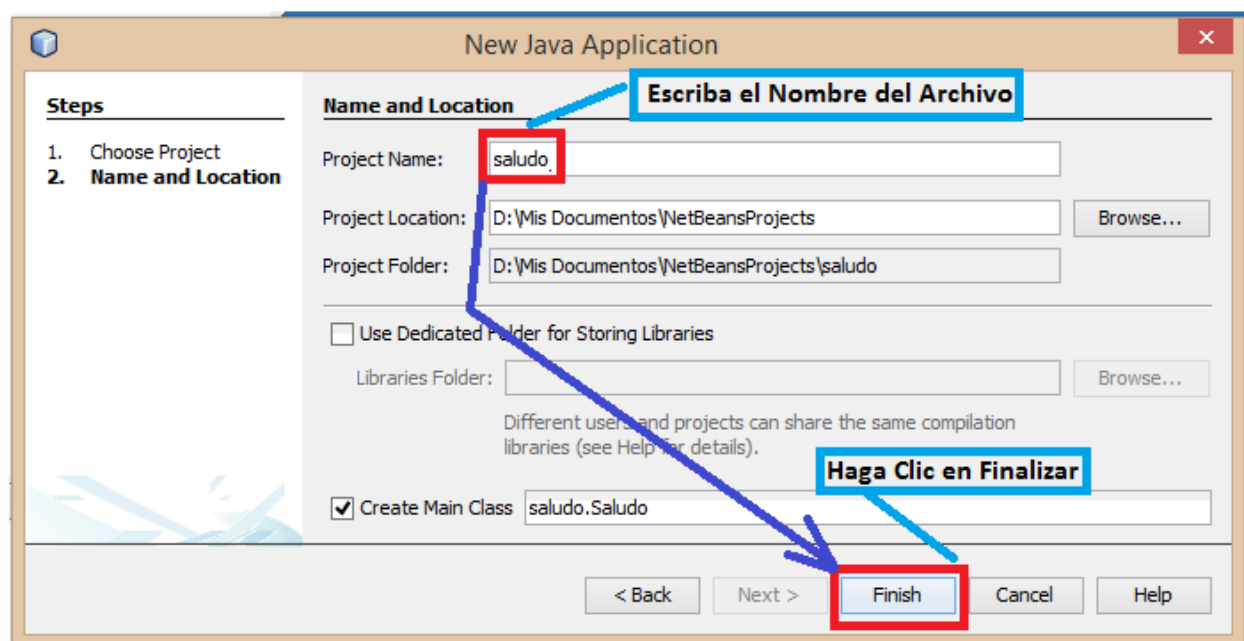 New Java Application
Steps
1. Choose Project
2. Name and Location
Name and Location
Escriba el Nombre del Archivo
Project Name: saludo
Project Location: D:\Mis Documentos\NetBeansProjects Browse...
Project Folder: D:\Mis Documentos\NetBeansProjects\saludo
Use Dedicated Folder for Storing Libraries
Libraries Folder: Browse...
Different users and projects can share the same compilation
libraries (see Help for details).
Haga Clic en Finalizar
Create Main Class saludo.Saludo
< Back Next > Finish Cancel Help